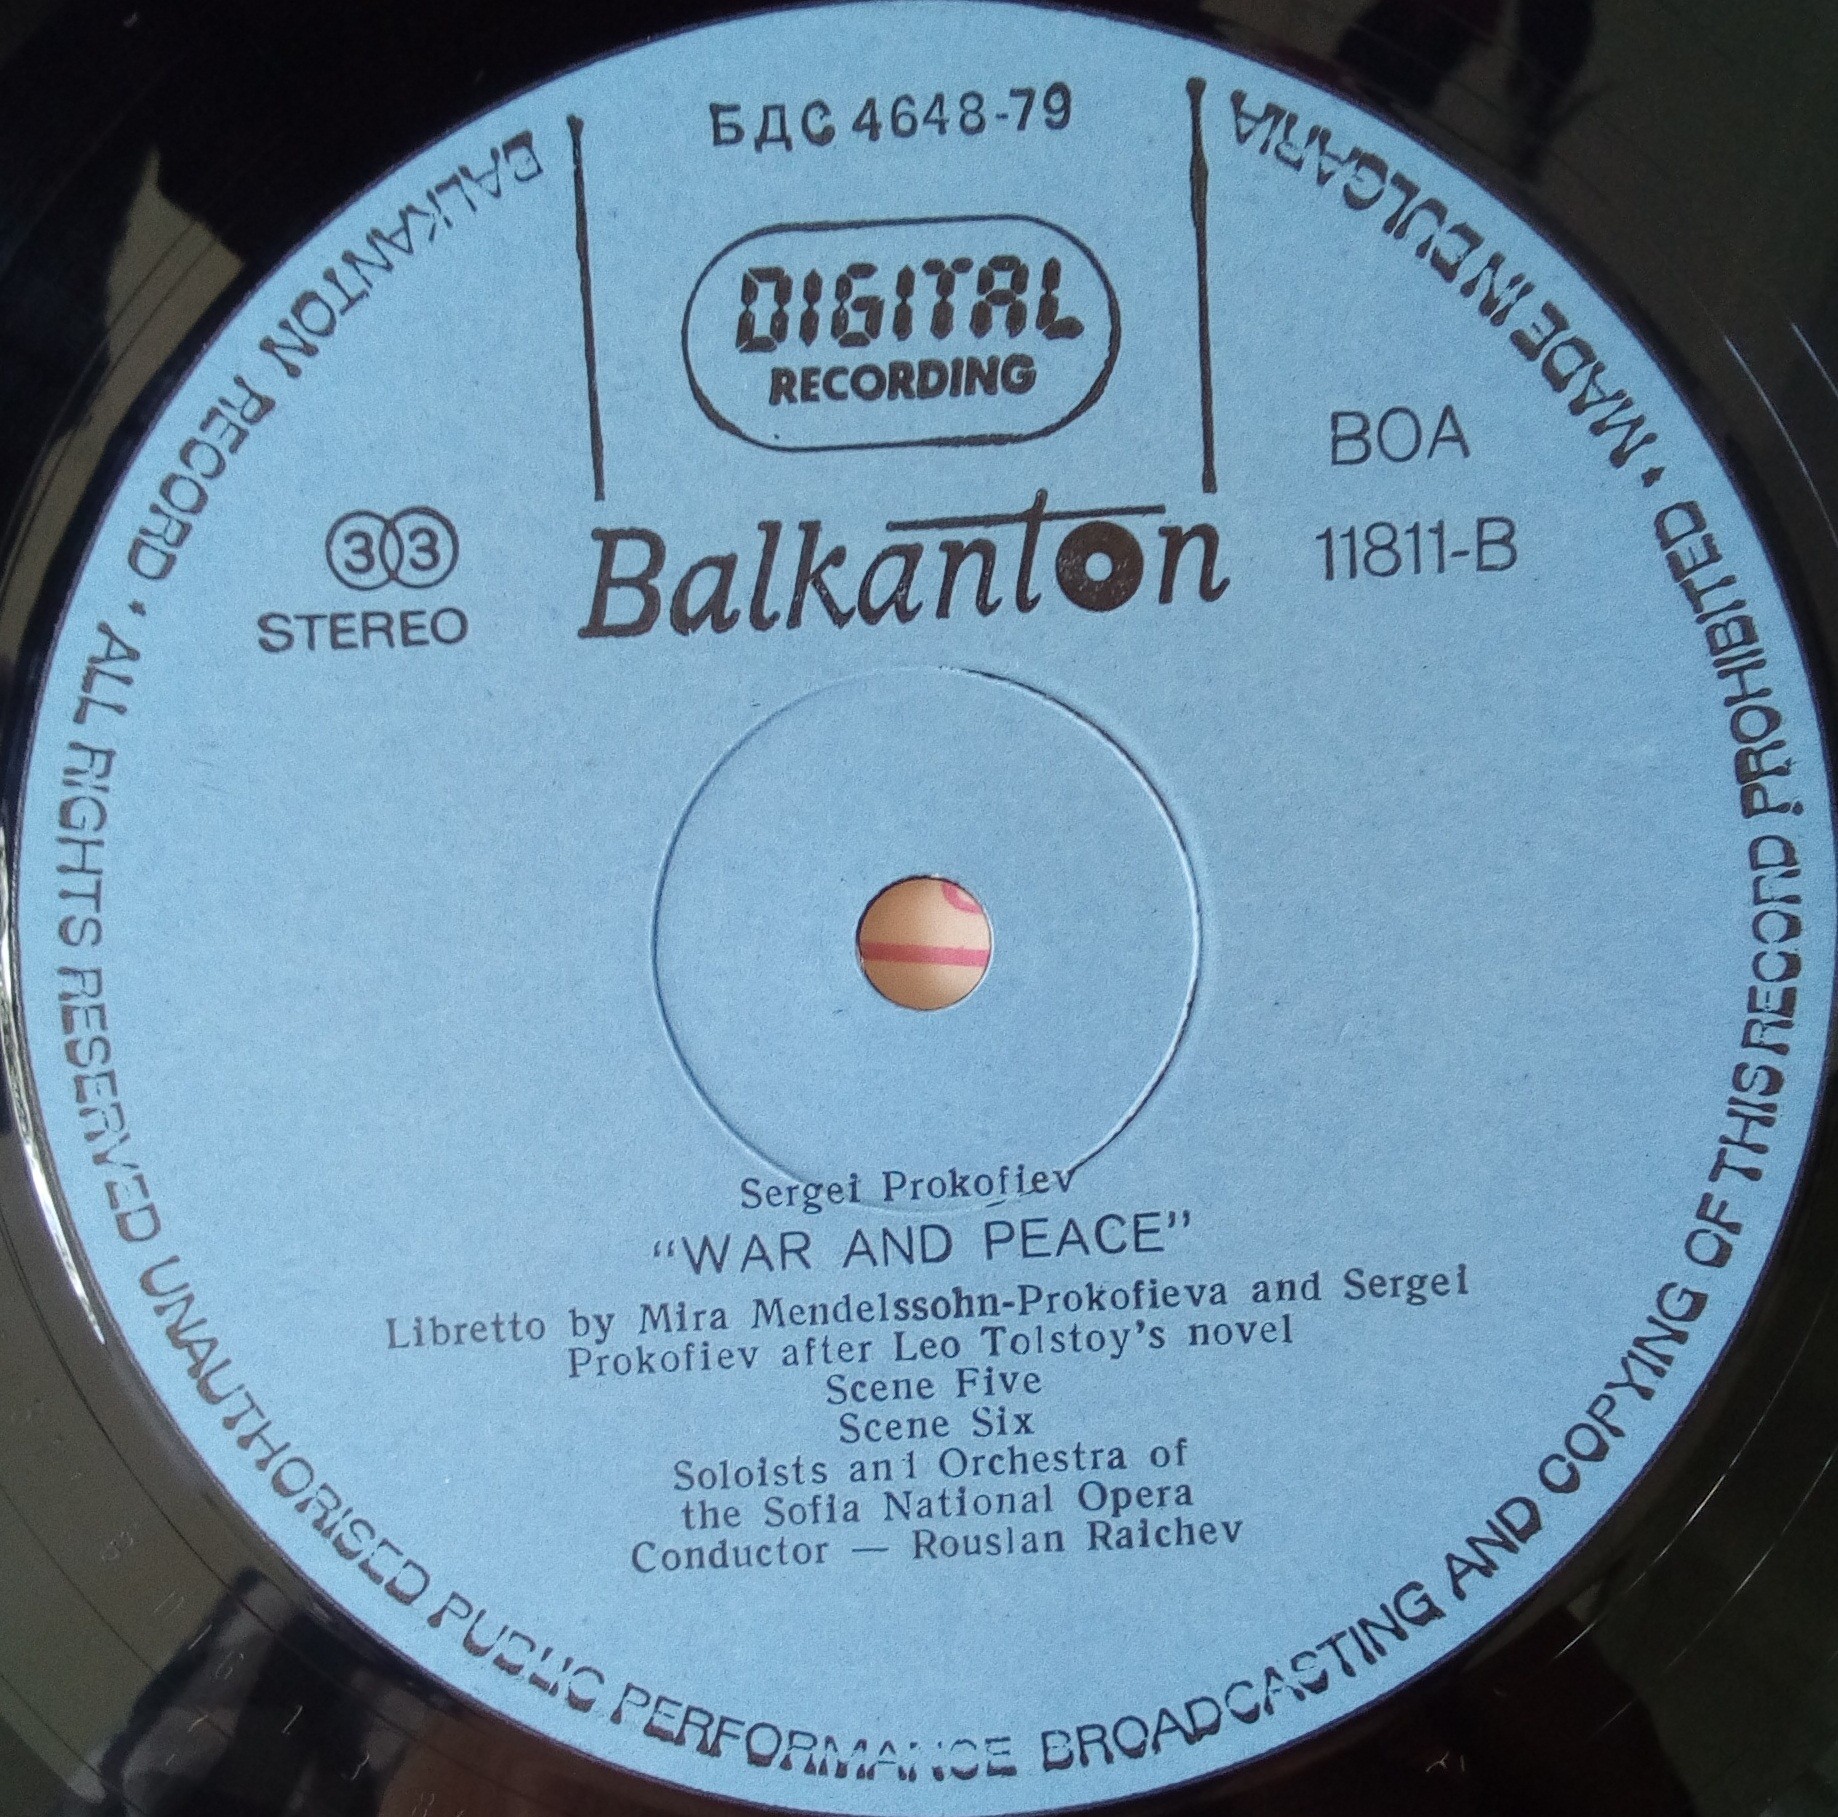 БДС 4648-79
DIGITAL
RECORDING
BOA
33
STEREO
Balkanton
11811-B
Sergei Prokofiev
“WAR AND PEACE”
Libretto by Mira Mendelssohn-Prokofieva and Sergei
Prokofiev after Leo Tolstoy’s novel
Scene Five
Scene Six
Soloists an1 Orchestra of
the Sofia National Opera
Conductor — Rouslan Raichev
BALKANTON RECORD · ALL RIGHTS RESERVED UNAUTHORISED PUBLIC PERFORMANCE BROADCASTING AND COPYING OF THIS RECORD PROHIBITED · MADE IN BULGARIA